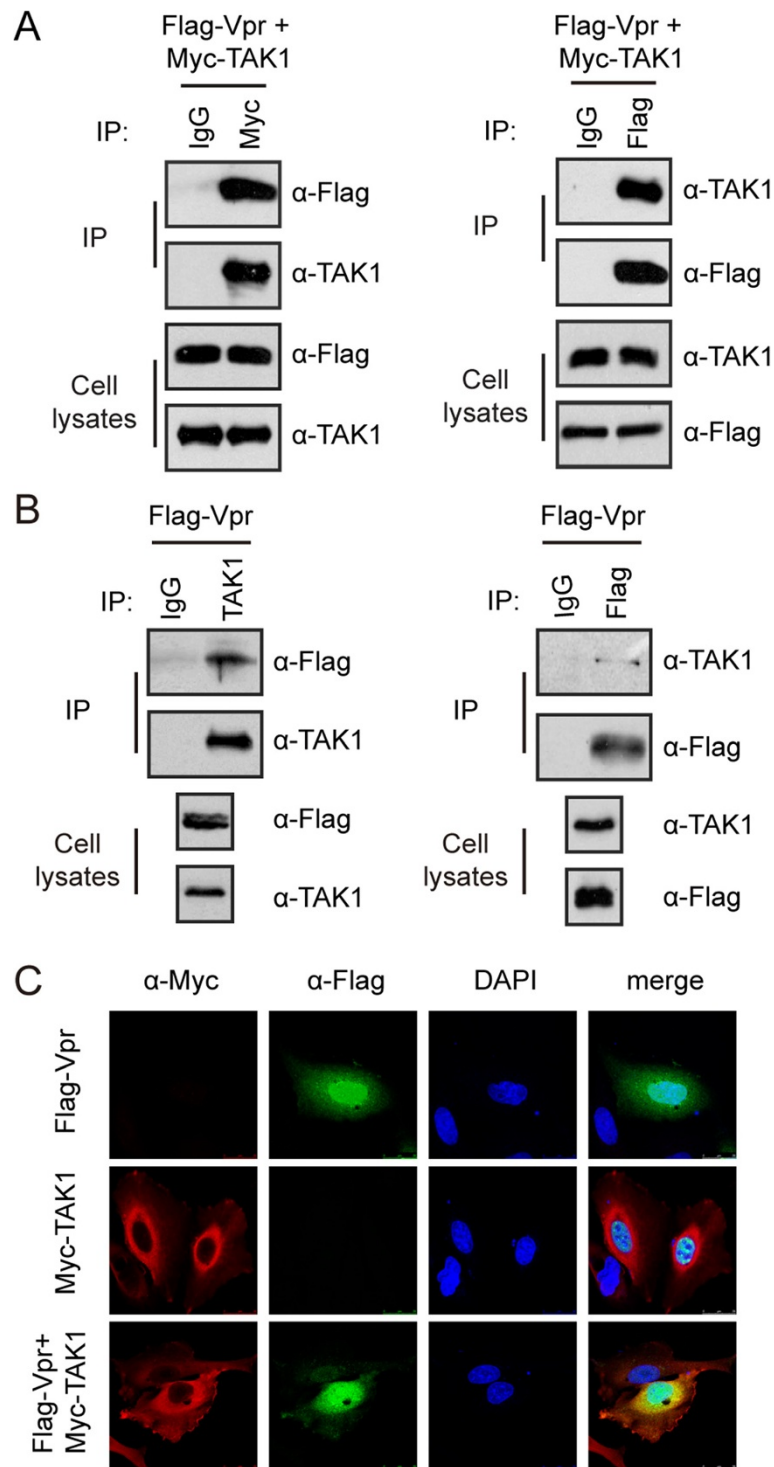 A
Flag-Vpr +
Myc-TAK1
IP:
IgG
Myc
IP
α-Flag
α-TAK1
Cell
lysates
α-Flag
α-TAK1
Flag-Vpr +
Myc-TAK1
IP:
IgG
Flag
IP
α-TAK1
α-Flag
Cell
lysates
α-TAK1
α-Flag
B
Flag-Vpr
IP:
IgG
TAK1
IP
α-Flag
α-TAK1
Cell
lysates
α-Flag
α-TAK1
Flag-Vpr
IP:
IgG
Flag
IP
α-TAK1
α-Flag
Cell
lysates
α-TAK1
α-Flag
C
α-Myc
α-Flag
DAPI
merge
Flag-Vpr
Myc-TAK1
Flag-Vpr+
Myc-TAK1